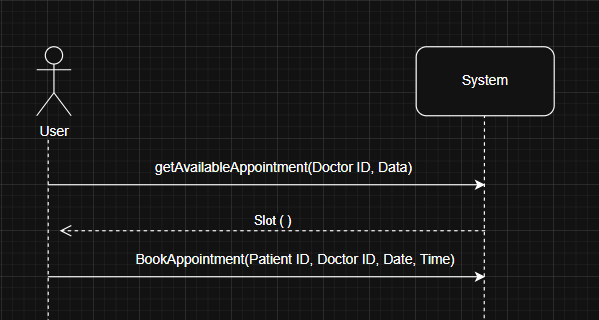 System
User
getAvailableAppointment(Doctor ID, Data)
Slot ( )
BookAppointment(Patient ID, Doctor ID, Date, Time)